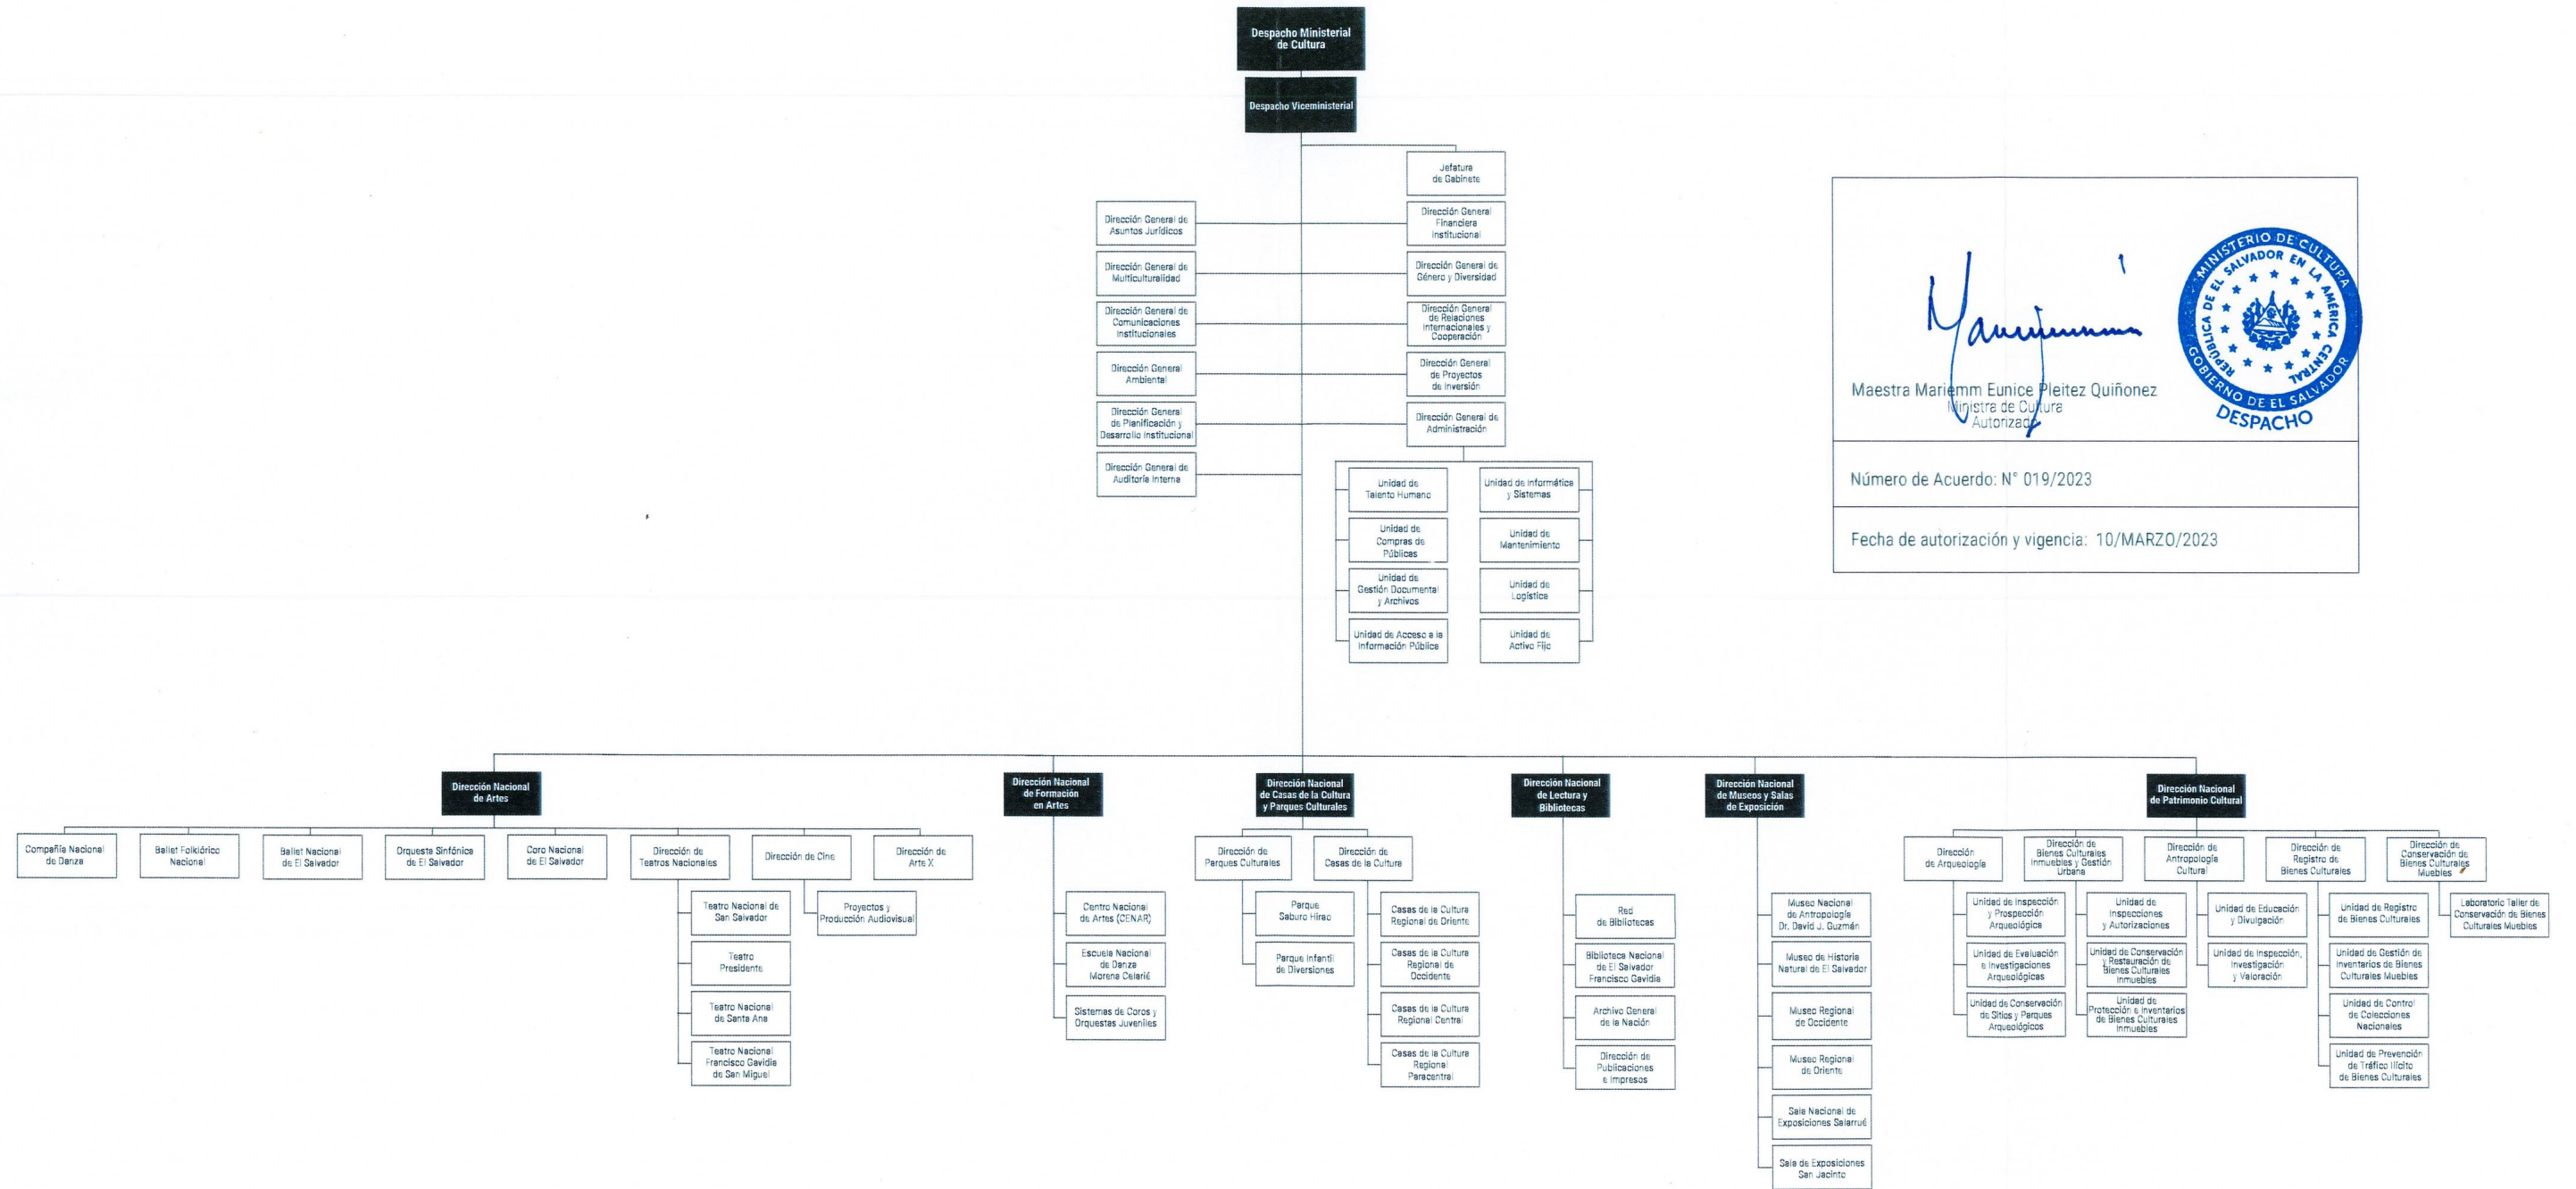 Despacho Ministerial
de Cultura
Despacho Viceministerial
Jefatura
de Gabinete
Dirección General de
Asuntos Jurídicos
Dirección General
Financiera
Institucional
Dirección General de
Multiculturalidad
Dirección General de
Género y Diversidad
Dirección General de
Comunicaciones
Institucionales
Dirección General
de Relaciones
Internacionales y
Cooperación
Dirección General
Ambiental
Dirección General
de Proyectos
de Inversión
Dirección General
de Planificación y
Desarrollo Institucional
Dirección General de
Administración
Dirección General de
Auditoría Interna
Unidad de
Talento Humano
Unidad de Informática
y Sistemas
Unidad de
Compras de
Públicas
Unidad de
Mantenimiento
Unidad de
Gestión Documental
y Archivos
Unidad de
Logística
Unidad de Acceso a la
Información Pública
Unidad de
Activo Fijo
MINISTERIO DE CULTURA
REPÚBLICA DE EL SALVADOR EN LA AMÉRICA CENTRAL
GOBIERNO DE EL SALVADOR
DESPACHO
Maestra Mariemm Eunice Pleitez Quiñonez
Ministra de Cultura
Autorizado
Número de Acuerdo: N° 019/2023
Fecha de autorización y vigencia: 10/MARZO/2023
Dirección Nacional
de Artes
Compañía Nacional
de Danza
Ballet Folklórico
Nacional
Ballet Nacional
de El Salvador
Orquesta Sinfónica
de El Salvador
Coro Nacional
de El Salvador
Dirección de
Teatros Nacionales
Teatro Nacional de
San Salvador
Teatro
Presidente
Teatro Nacional
de Santa Ana
Teatro Nacional
Francisco Gavidia
de San Miguel
Dirección de Cine
Proyectos y
Producción Audiovisual
Dirección de
Arte X
Dirección Nacional
de Formación
en Artes
Centro Nacional
de Artes (CENAR)
Escuela Nacional
de Danza
Morena Celarié
Sistemas de Coros y
Orquestas Juveniles
Dirección Nacional
de Casas de la Cultura
y Parques Culturales
Dirección de
Parques Culturales
Parque
Saburo Hirao
Parque Infantil
de Diversiones
Dirección de
Casas de la Cultura
Casas de la Cultura
Regional de Oriente
Casas de la Cultura
Regional de
Occidente
Casas de la Cultura
Regional Central
Casas de la Cultura
Regional
Paracentral
Dirección Nacional
de Lectura y
Bibliotecas
Red
de Bibliotecas
Biblioteca Nacional
de El Salvador
Francisco Gavidia
Archivo General
de la Nación
Dirección de
Publicaciones
e Impresos
Dirección Nacional
de Museos y Salas
de Exposición
Museo Nacional
de Antropología
Dr. David J. Guzmán
Museo de Historia
Natural de El Salvador
Museo Regional
de Occidente
Museo Regional
de Oriente
Sala Nacional de
Exposiciones Salarrué
Sala de Exposiciones
San Jacinto
Dirección Nacional
de Patrimonio Cultural
Dirección
de Arqueología
Unidad de Inspección
y Prospección
Arqueológica
Unidad de Evaluación
e Investigaciones
Arqueológicas
Unidad de Conservación
de Sitios y Parques
Arqueológicos
Dirección de
Bienes Culturales
Inmuebles y Gestión
Urbana
Unidad de
Inspecciones
y Autorizaciones
Unidad de Conservación
y Restauración de
Bienes Culturales
Inmuebles
Unidad de
Protección e Inventarios
de Bienes Culturales
Inmuebles
Dirección de
Antropología
Cultural
Unidad de Educación
y Divulgación
Unidad de Inspección,
Investigación
y Valoración
Dirección de
Registro de
Bienes Culturales
Unidad de Registro
de Bienes Culturales
Unidad de Gestión de
Inventarios de Bienes
Culturales Muebles
Unidad de Control
de Colecciones
Nacionales
Unidad de Prevención
de Tráfico Ilícito
de Bienes Culturales
Dirección de
Conservación de
Bienes Culturales
Muebles
Laboratorio Taller de
Conservación de Bienes
Culturales Muebles